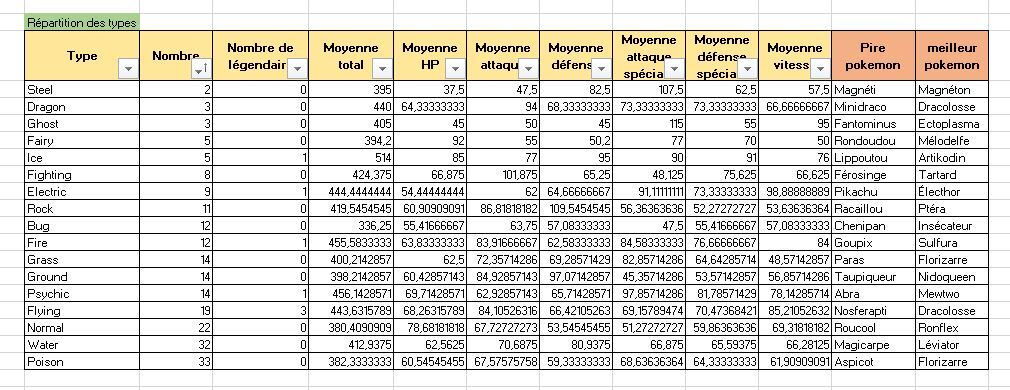 Répartition des types
Type Nombre Nombre de légendair Moyenne total Moyenne HP Moyenne attaqu Moyenne défens Moyenne attaque spécia Moyenne défense spécia Moyenne vitess Pire pokemon meilleur pokemon
Steel 2 0 395 37,5 47,5 82,5 107,5 62,5 57,5 Magnéti Magnéton
Dragon 3 0 440 64,33333333 94 68,33333333 73,33333333 73,33333333 66,66666667 Minidraco Dracolosse
Ghost 3 0 405 45 50 45 115 55 95 Fantominus Ectoplasma
Fairy 5 0 394,2 92 55 50,2 77 70 50 Rondoudou Mélodelfe
Ice 5 1 514 85 77 95 90 91 76 Lippoutou Artikodin
Fighting 8 0 424,375 66,875 101,875 65,25 48,125 75,625 66,625 Férosinge Tartard
Electric 9 1 444,4444444 54,44444444 62 64,66666667 91,11111111 73,33333333 98,88888889 Pikachu Électhor
Rock 11 0 419,5454545 60,90909091 86,81818182 109,5454545 56,36363636 52,27272727 53,63636364 Racaillou Ptéra
Bug 12 0 336,25 55,41666667 63,75 57,08333333 47,5 55,41666667 57,08333333 Chenipan Insécateur
Fire 12 1 455,5833333 63,83333333 83,91666667 62,58333333 84,58333333 76,66666667 84 Goupix Sulfura
Grass 14 0 400,2142857 62,5 72,35714286 69,28571429 82,85714286 64,64285714 48,57142857 Paras Florizarre
Ground 14 0 398,2142857 60,42857143 84,92857143 97,07142857 45,35714286 53,57142857 56,85714286 Taupiqueur Nidoqueen
Psychic 14 1 456,1428571 69,71428571 62,92857143 65,71428571 97,85714286 81,78571429 78,14285714 Abra Mewtwo
Flying 19 3 443,6315789 68,26315789 84,10526316 66,42105263 69,15789474 70,47368421 85,21052632 Nosferapti Dracolosse
Normal 22 0 380,4090909 78,68181818 67,72727273 53,54545455 51,27272727 59,86363636 69,31818182 Roucool Ronflex
Water 32 0 412,9375 62,5625 70,6875 80,9375 66,875 65,59375 66,28125 Magicarpe Léviator
Poison 33 0 382,3333333 60,54545455 67,57575758 59,33333333 68,63636364 64,33333333 61,90909091 Aspicot Florizarre